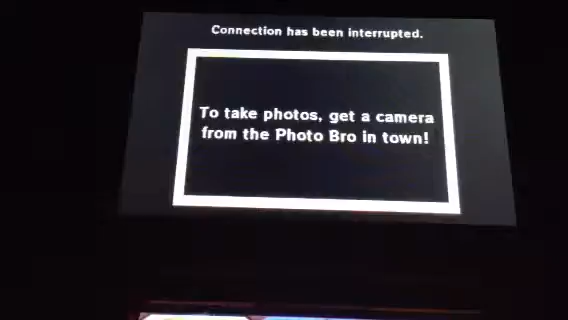 Connection has been interrupted.
To take photos, get a camera
from the Photo Bro in town!